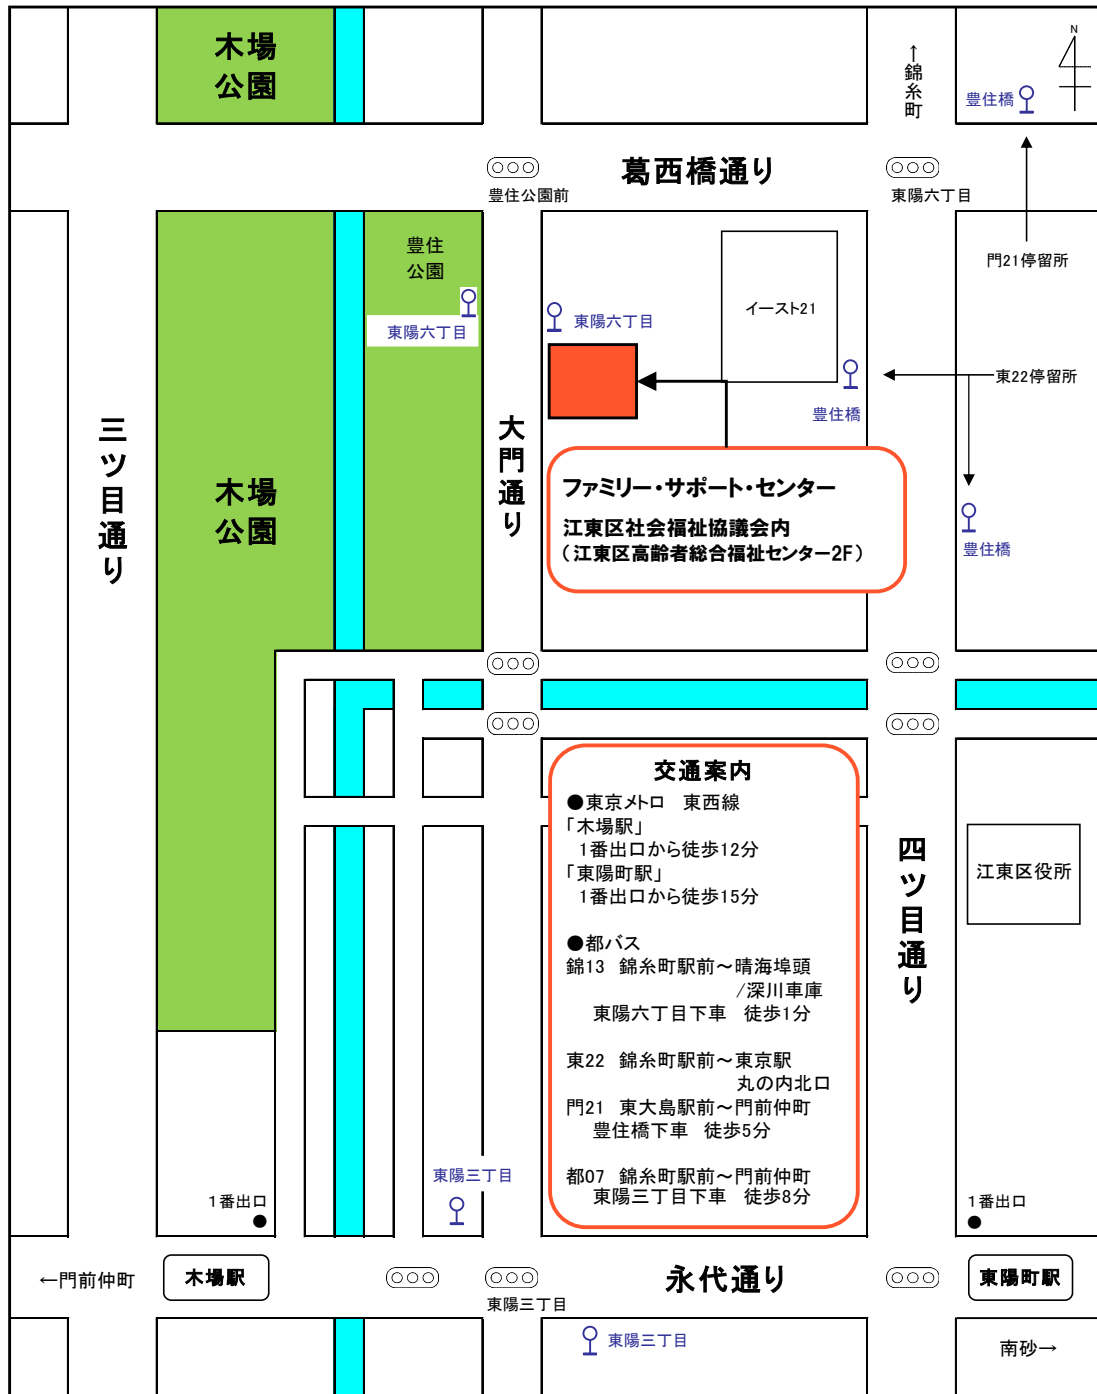 木場
公園
↑錦糸町
N
豊住橋
葛西橋通り
豊住公園前
東陽六丁目
豊住
公園
門21停留所
イースト21
東陽六丁目
東陽六丁目
東22停留所
豊住橋
三ツ目通り
大門通り
木場
公園
ファミリー・サポート・センター
江東区社会福祉協議会内
（江東区高齢者総合福祉センター2F）
豊住橋
交通案内
●東京メトロ　東西線
「木場駅」
1番出口から徒歩12分
「東陽町駅」
1番出口から徒歩15分
●都バス
錦13　錦糸町駅前～晴海埠頭
/深川車庫
東陽六丁目下車　徒歩1分
東22　錦糸町駅前～東京駅
丸の内北口
門21　東大島駅前～門前仲町
豊住橋下車　徒歩5分
都07　錦糸町駅前～門前仲町
東陽三丁目下車　徒歩8分
四ツ目通り
江東区役所
東陽三丁目
1番出口
●
1番出口
●
←門前仲町
木場駅
永代通り
東陽町駅
東陽三丁目
東陽三丁目
南砂→